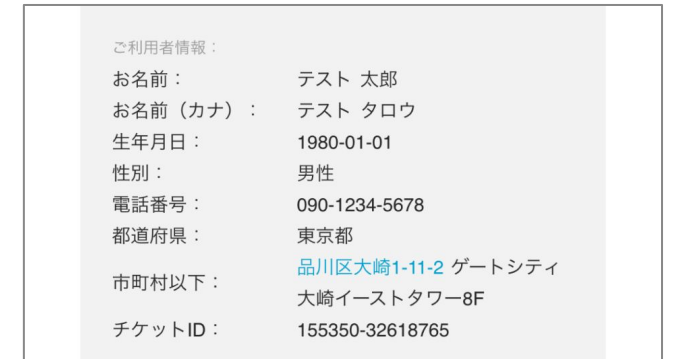 ご利用者情報：
お名前： テスト 太郎
お名前（カナ）： テスト タロウ
生年月日： 1980-01-01
性別： 男性
電話番号： 090-1234-5678
都道府県： 東京都
市町村以下： 品川区大崎1-11-2 ゲートシティ
大崎イーストタワー8F
チケットID： 155350-32618765